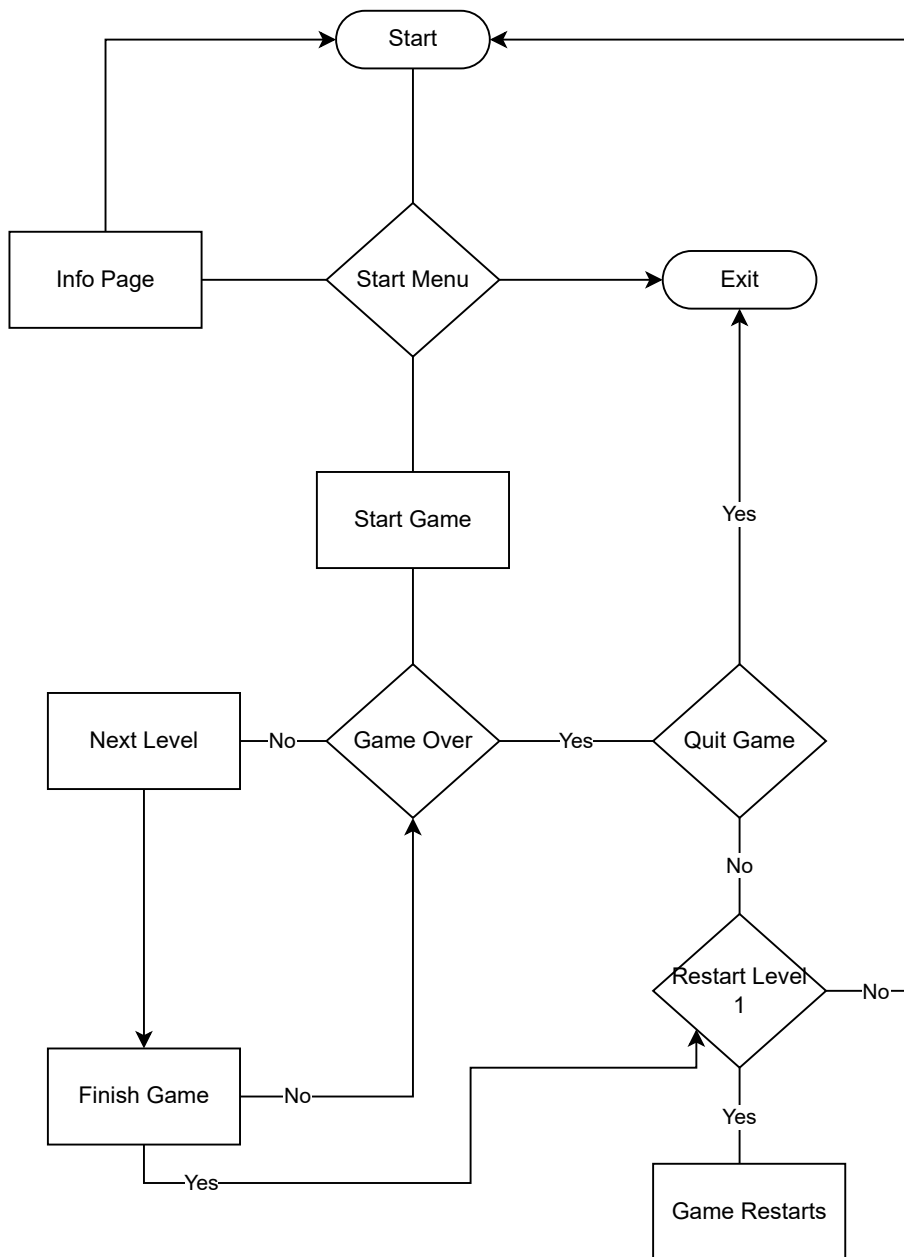 Start
Info Page
Start Menu
Exit
Start Game
Yes
Next Level
No
Game Over
Yes
Quit Game
No
Restart Level
1
No
Finish Game
No
Yes
Yes
Game Restarts